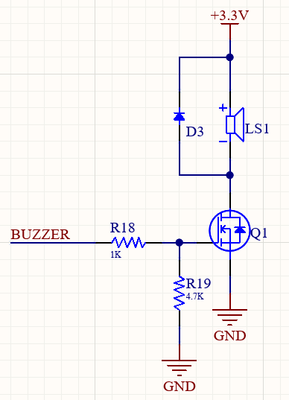 +3.3V
+
D3
LS1
−
BUZZER
R18
1K
Q1
R19
4.7K
GND
GND